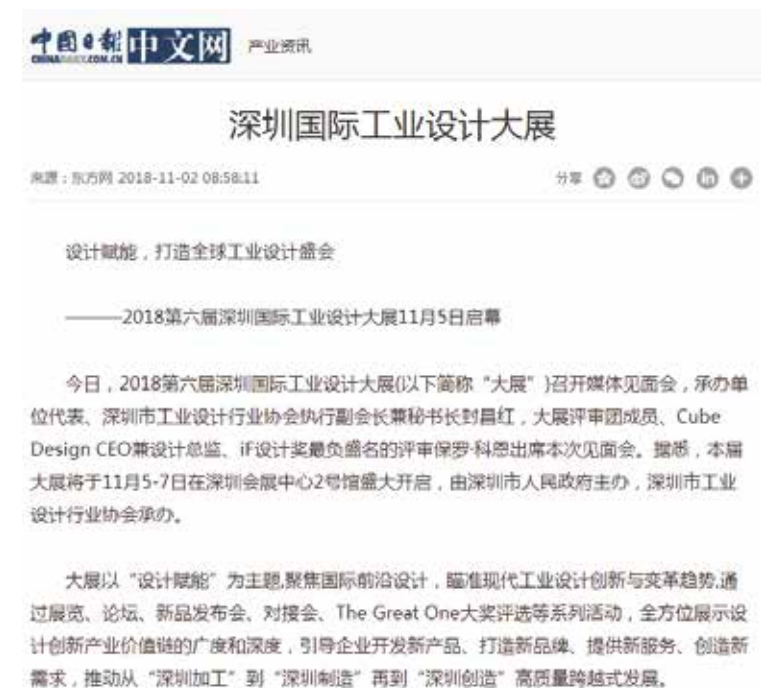 中国日报 中文网 产业资讯
CHINADAILY.COM.CN
深圳国际工业设计大展
来源：东方网 2018-11-02 08:58:11 分享
设计赋能，打造全球工业设计盛会
———2018第六届深圳国际工业设计大展11月5日启幕
今日，2018第六届深圳国际工业设计大展(以下简称“大展”)召开媒体见面会，承办单
位代表、深圳市工业设计行业协会执行副会长兼秘书长封昌红，大展评审团成员、Cube
Design CEO兼设计总监、iF设计奖最负盛名的评审保罗·科恩出席本次见面会。据悉，本届
大展将于11月5-7日在深圳会展中心2号馆盛大开启，由深圳市人民政府主办，深圳市工业
设计行业协会承办。
大展以“设计赋能”为主题,聚焦国际前沿设计，瞄准现代工业设计创新与变革趋势,通
过展览、论坛、新品发布会、对接会、The Great One大奖评选等系列活动，全方位展示设
计创新产业价值链的广度和深度，引导企业开发新产品、打造新品牌、提供新服务、创造新
需求，推动从“深圳加工”到“深圳制造”再到“深圳创造”高质量跨越式发展。